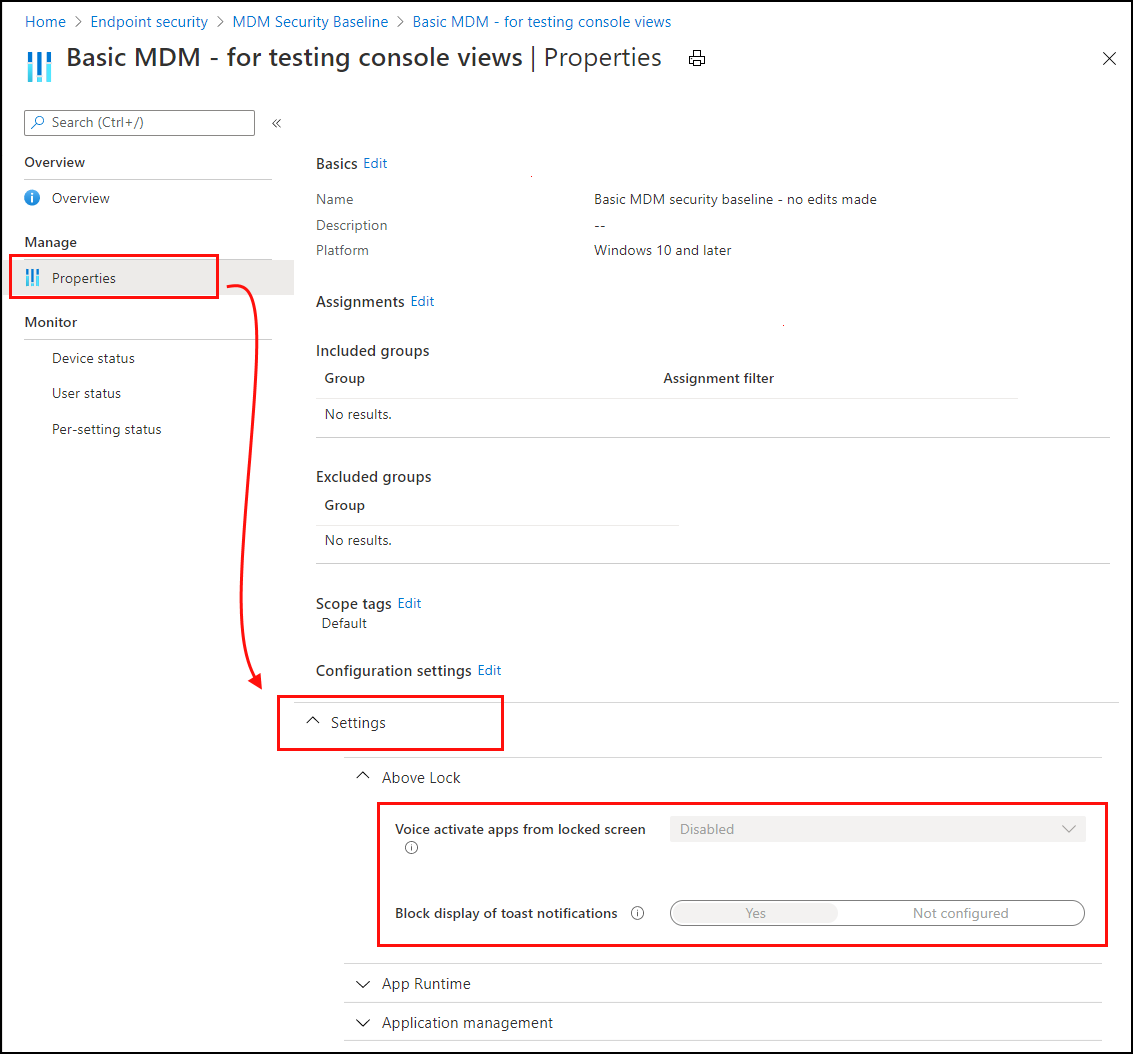 Home > Endpoint security > MDM Security Baseline > Basic MDM - for testing console views
Basic MDM - for testing console views | Properties
Search (Ctrl+/)
«
Overview
Overview
Manage
Properties
Monitor
Device status
User status
Per-setting status
Basics Edit
Name Basic MDM security baseline - no edits made
Description --
Platform Windows 10 and later
Assignments Edit
Included groups
Group Assignment filter
No results.
Excluded groups
Group
No results.
Scope tags Edit
Default
Configuration settings Edit
Settings
Above Lock
Voice activate apps from locked screen Disabled
Block display of toast notifications Yes Not configured
App Runtime
Application management